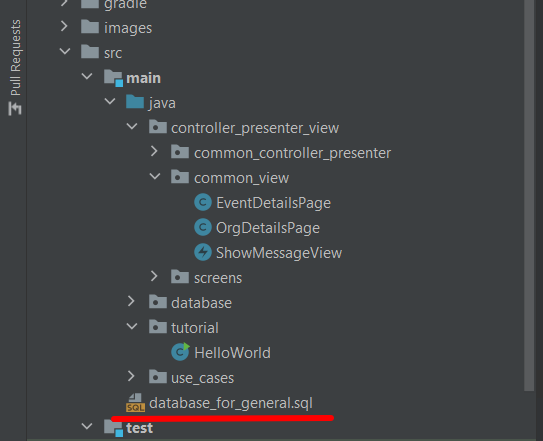 gradle
Pull Requests
images
src
main
java
controller_presenter_view
common_controller_presenter
common_view
EventDetailsPage
OrgDetailsPage
ShowMessageView
screens
database
tutorial
HelloWorld
use_cases
database_for_general.sql
test